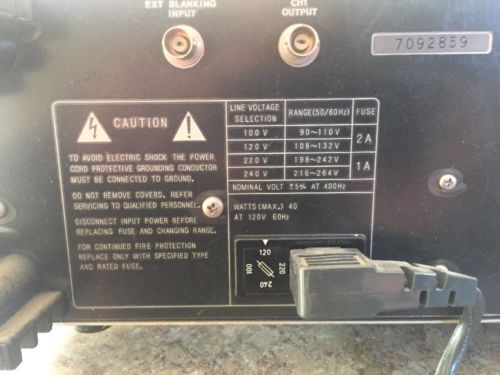 EXT BLANKING
INPUT
CH1
OUTPUT
7092859
CAUTION
TO AVOID ELECTRIC SHOCK THE POWER
CORD PROTECTIVE GROUNDING CONDUCTOR
MUST BE CONNECTED TO GROUND.
DO NOT REMOVE COVERS. REFER
SERVICING TO QUALIFIED PERSONNEL.
DISCONNECT INPUT POWER BEFORE
REPLACING FUSE AND CHANGING RANGE.
FOR CONTINUED FIRE PROTECTION
REPLACE ONLY WITH SPECIFIED TYPE
AND RATED FUSE.
LINE VOLTAGE
SELECTION
RANGE(50/60Hz)
FUSE
100 V 90~110V
120 V 108~132V
2A
220 V 198~242V
240 V 216~264V
1A
NOMINAL VOLT ±5% AT 400Hz
WATTS(MAX.) 40
AT 120V 60Hz
120
220
240
100